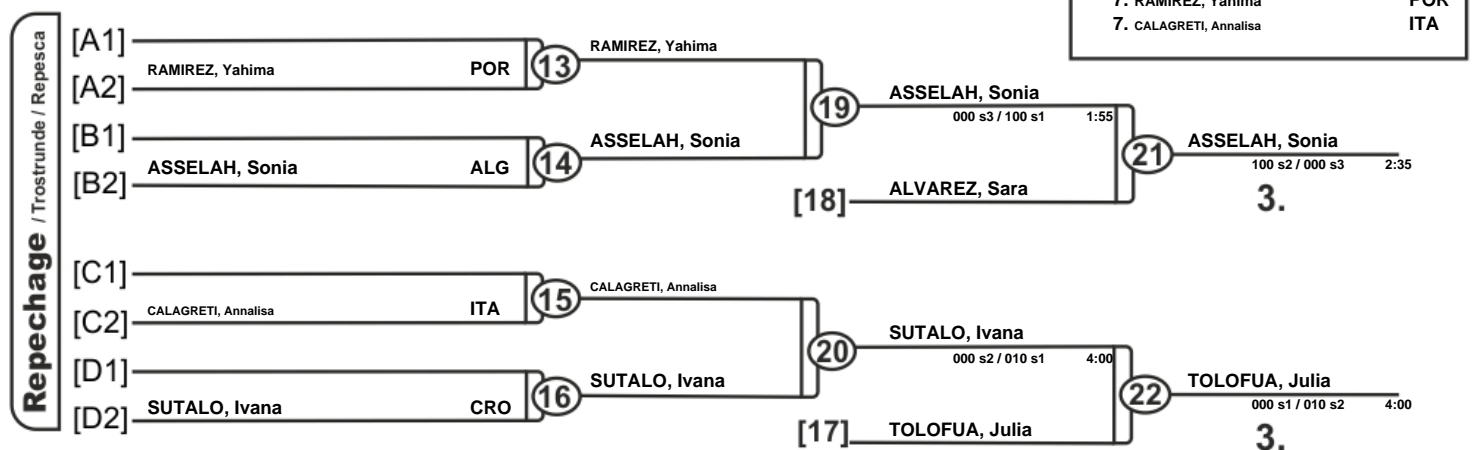 7. RAMIREZ, Yahima POR
7. CALAGRETI, Annalisa ITA
Repechage / Trostrunde / Repesca
[A1]
RAMIREZ, Yahima POR
[A2]
13
RAMIREZ, Yahima
[B1]
ASSELAH, Sonia ALG
[B2]
14
ASSELAH, Sonia
19
ASSELAH, Sonia
000 s3 / 100 s1 1:55
[18]
ALVAREZ, Sara
21
ASSELAH, Sonia
100 s2 / 000 s3 2:35
3.
[C1]
CALAGRETI, Annalisa ITA
[C2]
15
CALAGRETI, Annalisa
[D1]
SUTALO, Ivana CRO
[D2]
16
SUTALO, Ivana
20
SUTALO, Ivana
000 s2 / 010 s1 4:00
[17]
TOLOFUA, Julia
22
TOLOFUA, Julia
000 s1 / 010 s2 4:00
3.